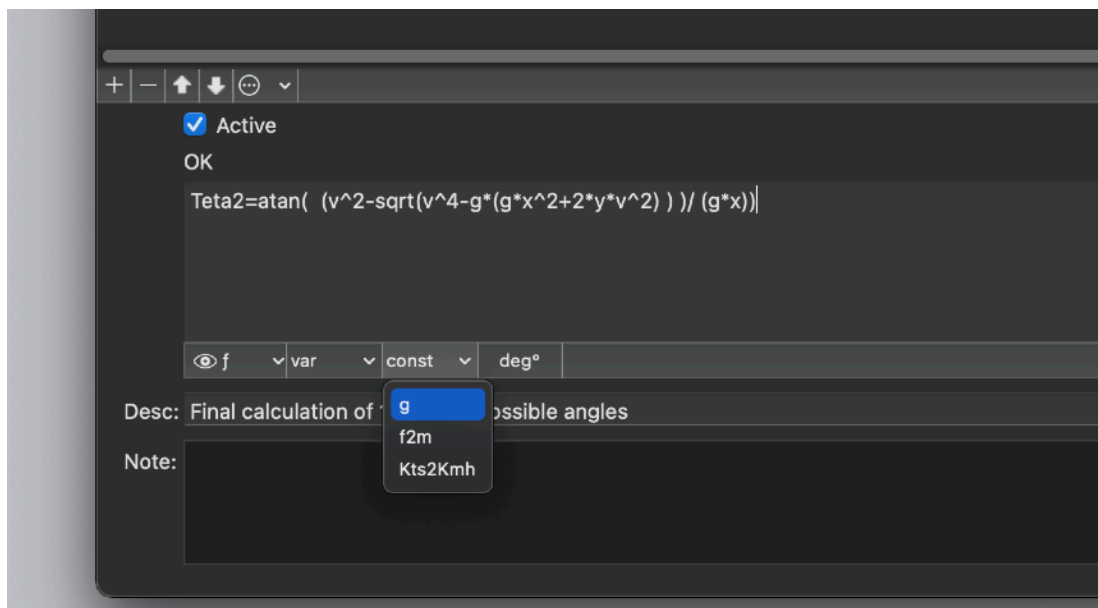 Active
OK
Teta2=atan(  (v^2-sqrt(v^4-g*(g*x^2+2*y*v^2) ) )/ (g*x))
f var const deg°
g
Desc: Final calculation of angles
f2m
Note:
Kts2Kmh